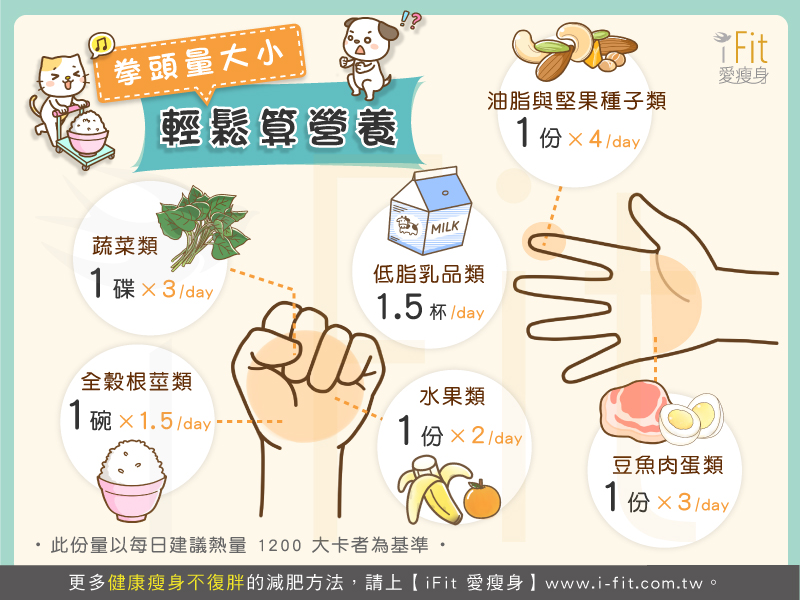 拳頭量大小
輕鬆算營養
!?
iFit
愛瘦身
油脂與堅果種子類
1份×4/day
蔬菜類
1碟×3/day
MILK
低脂乳品類
1.5杯/day
全穀根莖類
1碗×1.5/day
水果類
1份×2/day
豆魚肉蛋類
1份×3/day
・此份量以每日建議熱量 1200 大卡者為基準・
更多健康瘦身不復胖的減肥方法，請上【iFit 愛瘦身】www.i-fit.com.tw。